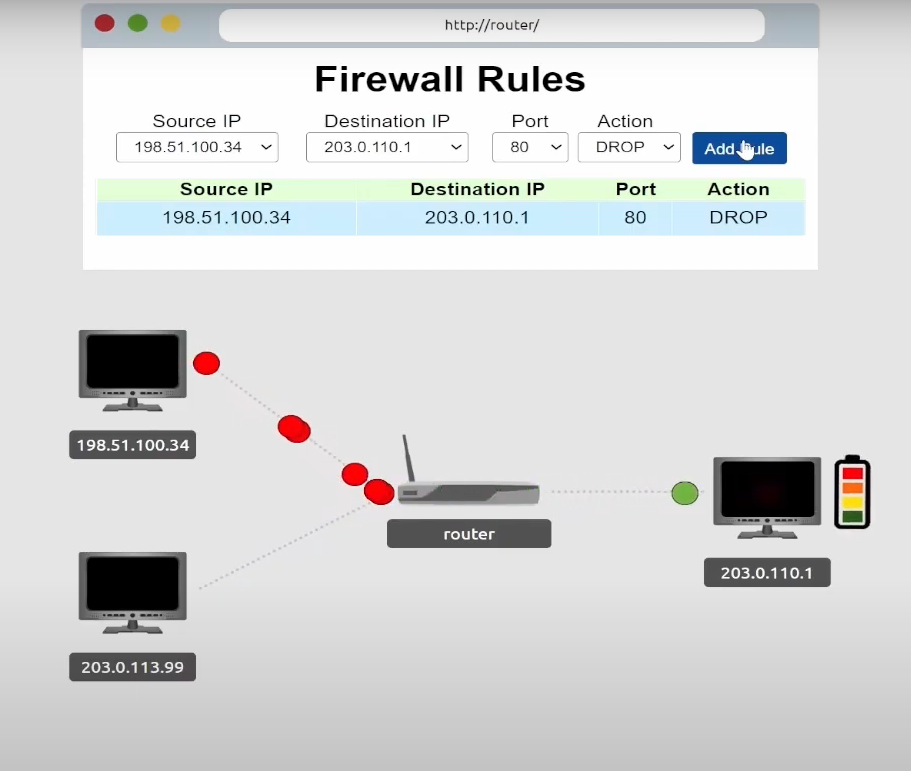 http://router/
Firewall Rules
Source IP Destination IP Port Action
198.51.100.34 203.0.110.1 80 DROP Add Rule
Source IP Destination IP Port Action
198.51.100.34 203.0.110.1 80 DROP
198.51.100.34
router
203.0.110.1
203.0.113.99